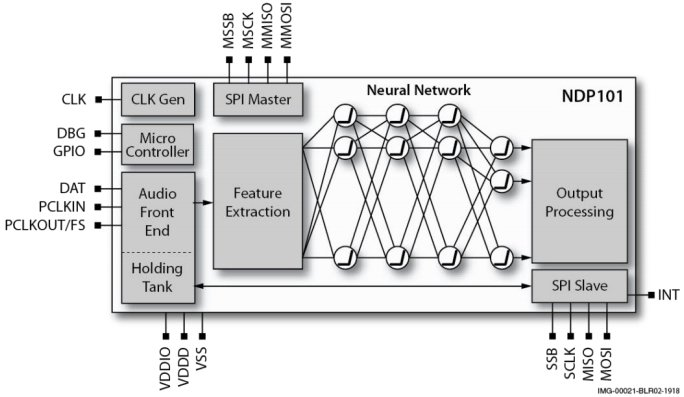 MSSB
MSCK
MMISO
MMOSI
Neural Network
NDP101
CLK
CLK Gen
SPI Master
DBG
GPIO
Micro
Controller
DAT
PCLKIN
PCLKOUT/FS
Audio
Front
End
Feature
Extraction
Output
Processing
Holding
Tank
SPI Slave
INT
VDDIO
VDDD
VSS
SSB
SCLK
MISO
MOSI
IMG-00021-BLR02-1918